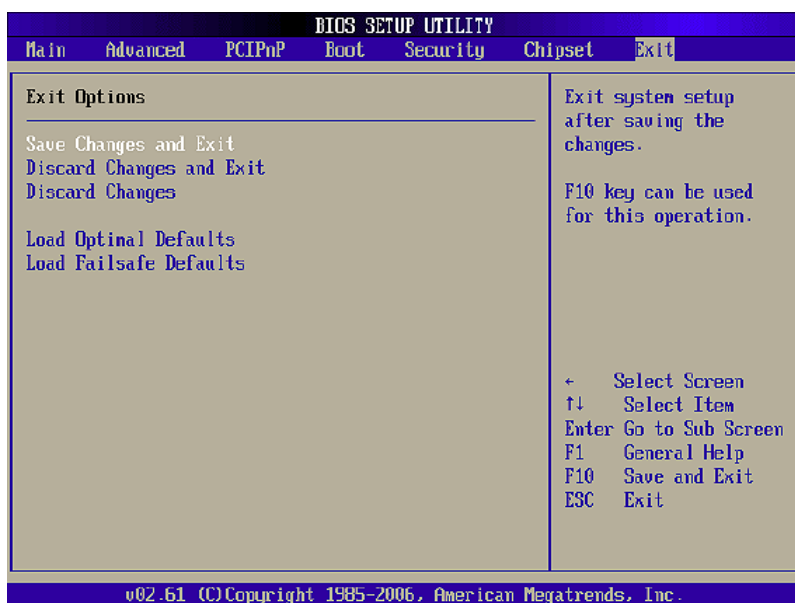 BIOS SETUP UTILITY
Main Advanced PCIPnP Boot Security Chipset Exit
Exit Options
Save Changes and Exit
Discard Changes and Exit
Discard Changes
Load Optimal Defaults
Load Failsafe Defaults
Exit system setup
after saving the
changes.
F10 key can be used
for this operation.
← Select Screen
↑↓ Select Item
Enter Go to Sub Screen
F1 General Help
F10 Save and Exit
ESC Exit
v02.61 (C)Copyright 1985-2006, American Megatrends, Inc.